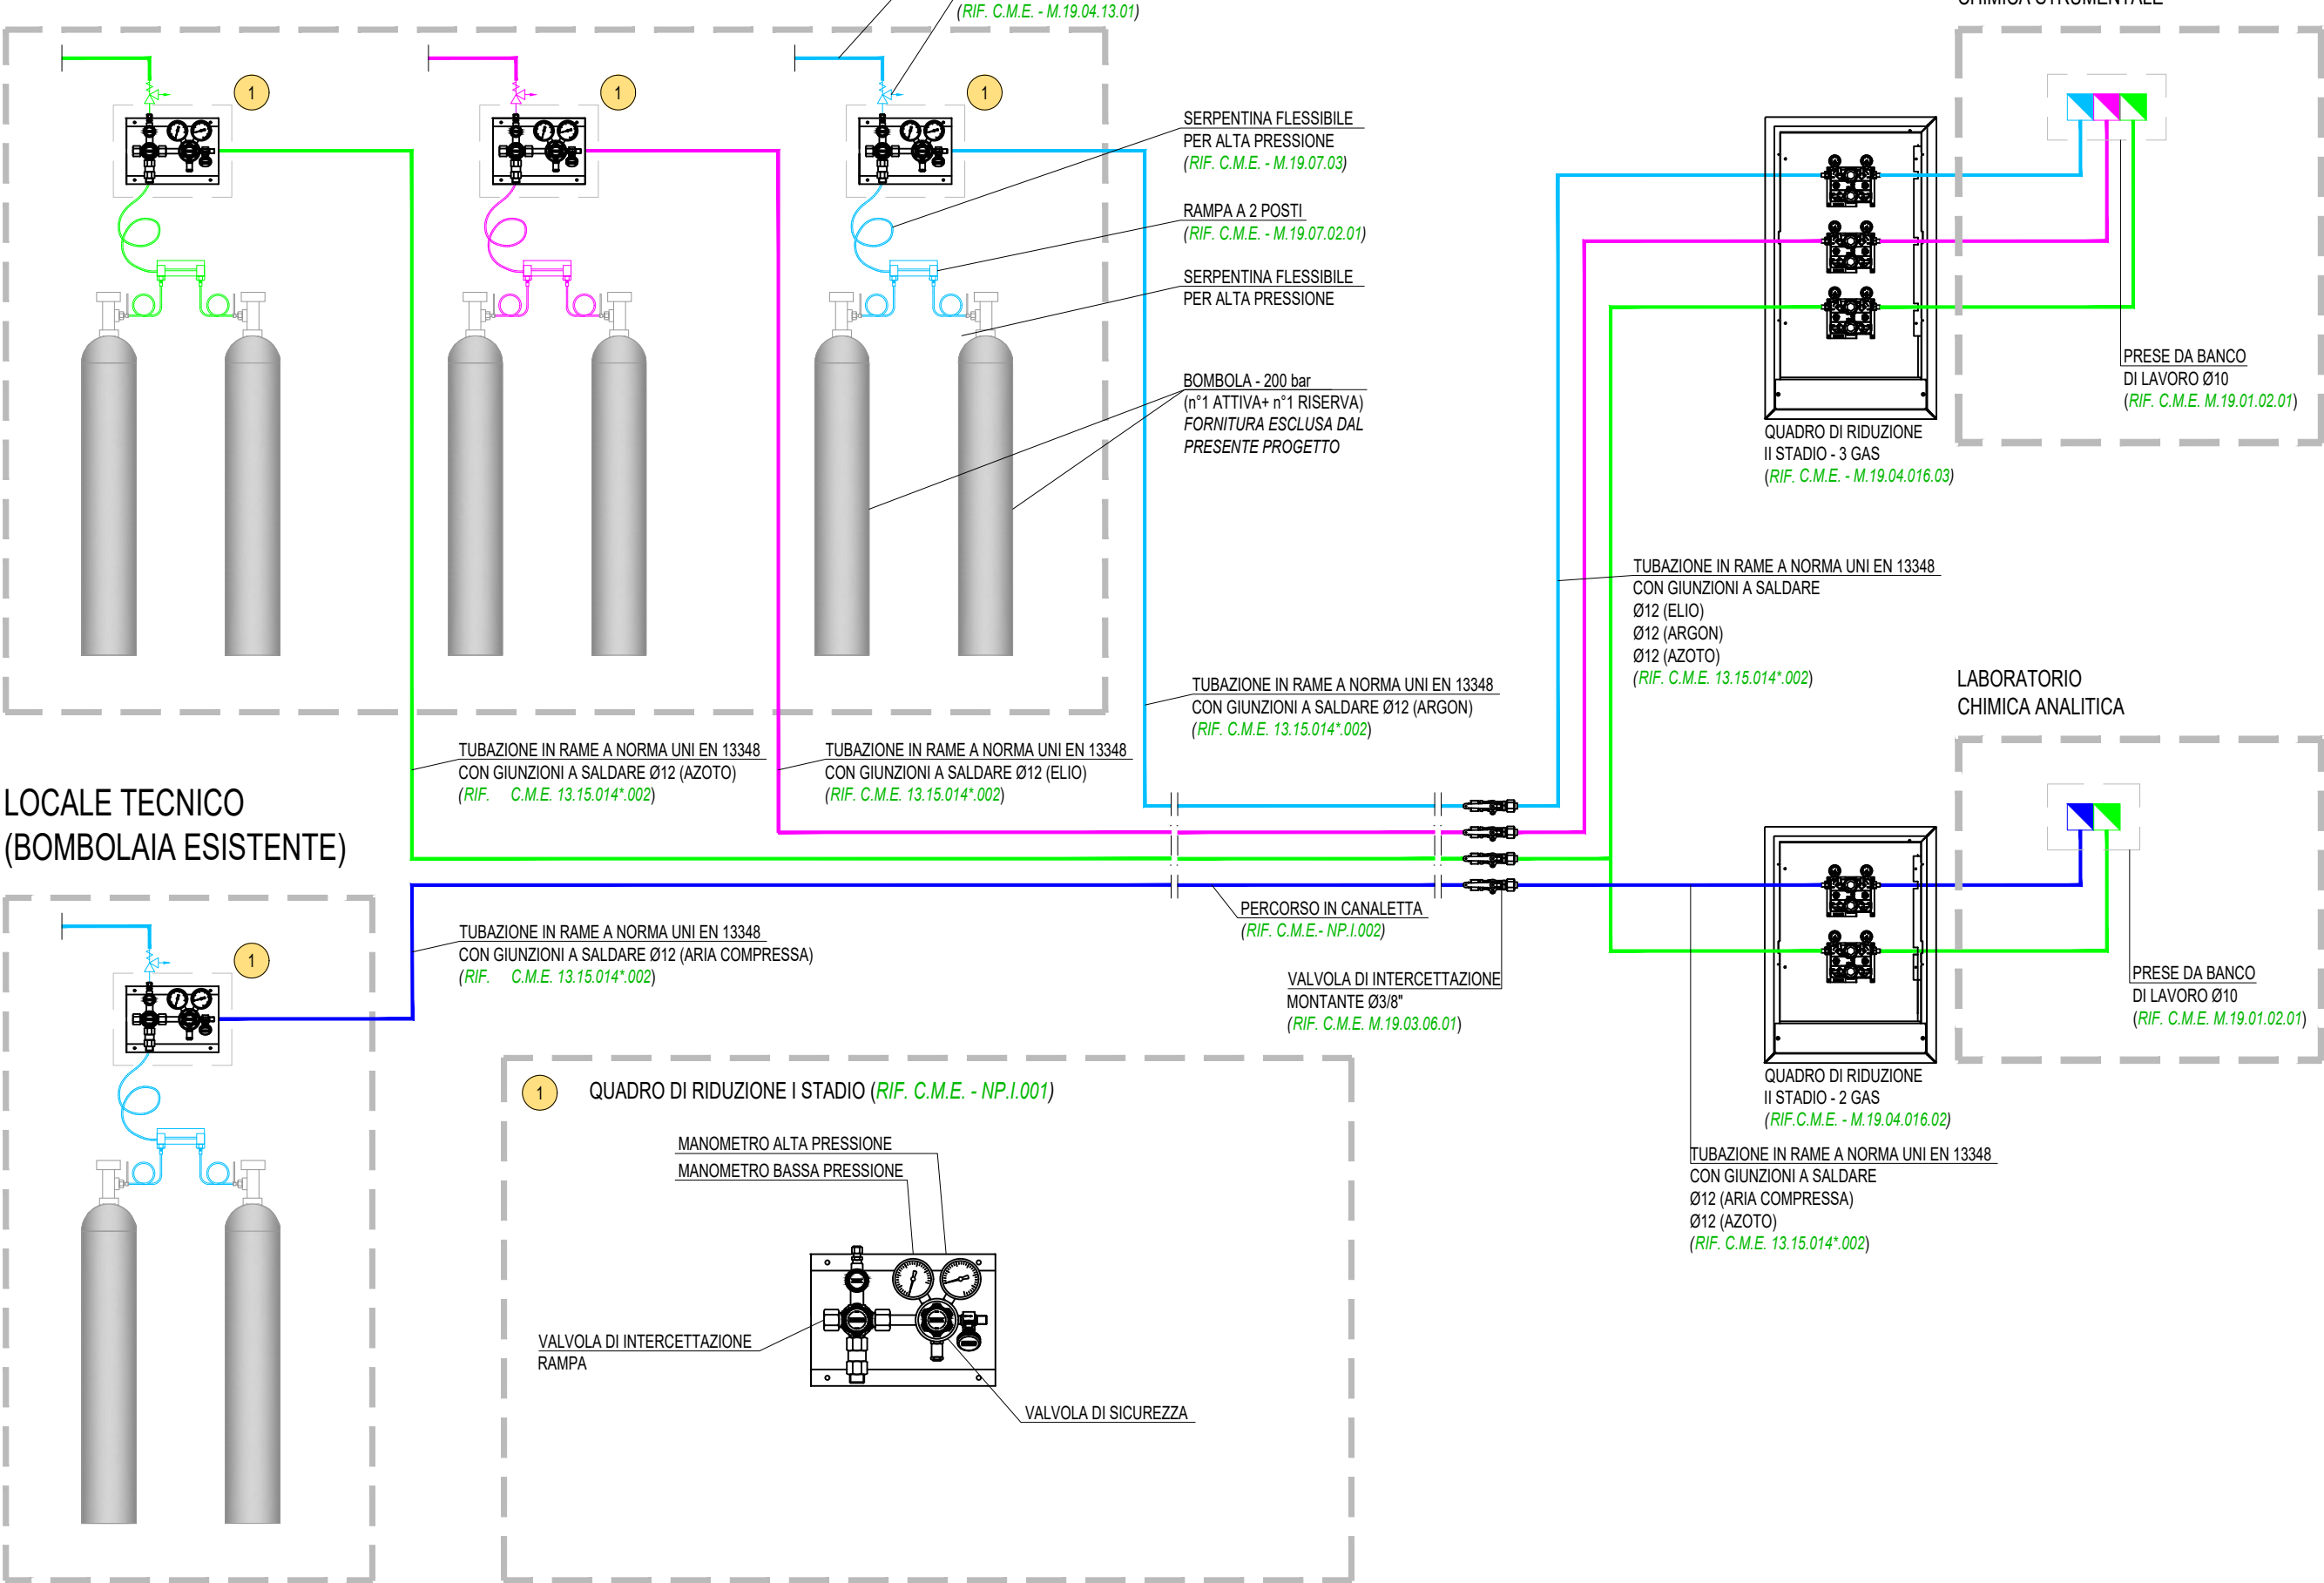 (RIF. C.M.E. - M.19.04.13.01)
CHIMICA STRUMENTALE
1
1
1
SERPENTINA FLESSIBILE
PER ALTA PRESSIONE
(RIF. C.M.E. - M.19.07.03)
RAMPA A 2 POSTI
(RIF. C.M.E. - M.19.07.02.01)
SERPENTINA FLESSIBILE
PER ALTA PRESSIONE
BOMBOLA - 200 bar
(n°1 ATTIVA+ n°1 RISERVA)
FORNITURA ESCLUSA DAL
PRESENTE PROGETTO
PRESE DA BANCO
DI LAVORO Ø10
(RIF. C.M.E. M.19.01.02.01)
QUADRO DI RIDUZIONE
II STADIO - 3 GAS
(RIF. C.M.E. - M.19.04.016.03)
TUBAZIONE IN RAME A NORMA UNI EN 13348
CON GIUNZIONI A SALDARE
Ø12 (ELIO)
Ø12 (ARGON)
Ø12 (AZOTO)
(RIF. C.M.E. 13.15.014*.002)
TUBAZIONE IN RAME A NORMA UNI EN 13348
CON GIUNZIONI A SALDARE Ø12 (ARGON)
(RIF. C.M.E. 13.15.014*.002)
TUBAZIONE IN RAME A NORMA UNI EN 13348
CON GIUNZIONI A SALDARE Ø12 (AZOTO)
(RIF. C.M.E. 13.15.014*.002)
TUBAZIONE IN RAME A NORMA UNI EN 13348
CON GIUNZIONI A SALDARE Ø12 (ELIO)
(RIF. C.M.E. 13.15.014*.002)
LABORATORIO
CHIMICA ANALITICA
LOCALE TECNICO
(BOMBOLAIA ESISTENTE)
1
TUBAZIONE IN RAME A NORMA UNI EN 13348
CON GIUNZIONI A SALDARE Ø12 (ARIA COMPRESSA)
(RIF. C.M.E. 13.15.014*.002)
PERCORSO IN CANALETTA
(RIF. C.M.E.- NP.I.002)
VALVOLA DI INTERCETTAZIONE
MONTANTE Ø3/8"
(RIF. C.M.E. M.19.03.06.01)
PRESE DA BANCO
DI LAVORO Ø10
(RIF. C.M.E. M.19.01.02.01)
QUADRO DI RIDUZIONE
II STADIO - 2 GAS
(RIF.C.M.E. - M.19.04.016.02)
TUBAZIONE IN RAME A NORMA UNI EN 13348
CON GIUNZIONI A SALDARE
Ø12 (ARIA COMPRESSA)
Ø12 (AZOTO)
(RIF. C.M.E. 13.15.014*.002)
1 QUADRO DI RIDUZIONE I STADIO (RIF. C.M.E. - NP.I.001)
MANOMETRO ALTA PRESSIONE
MANOMETRO BASSA PRESSIONE
VALVOLA DI INTERCETTAZIONE
RAMPA
VALVOLA DI SICUREZZA